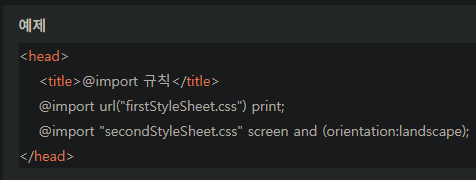 예제
<head>
<title>@import 규칙</title>
@import url("firstStyleSheet.css") print;
@import "secondStyleSheet.css" screen and (orientation:landscape);
</head>